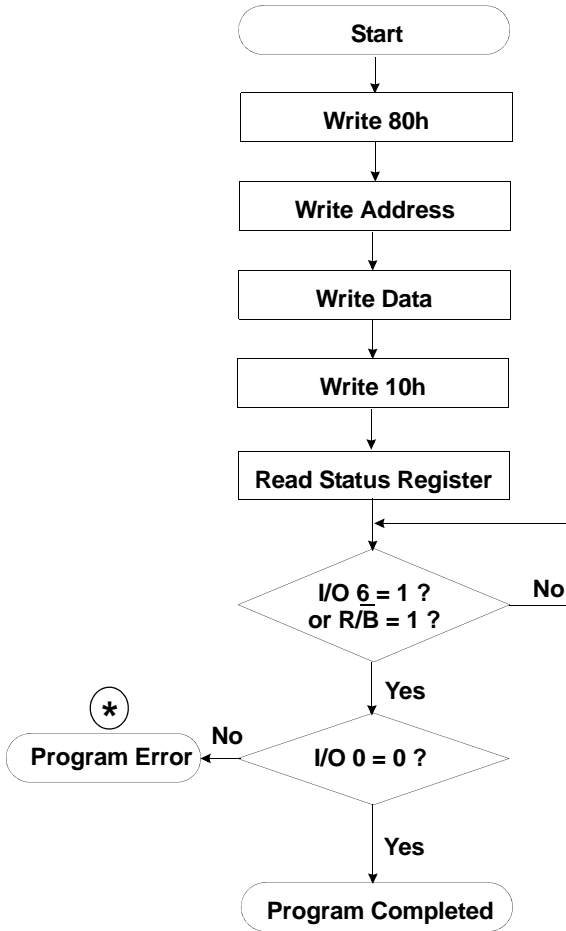 Start
Write 80h
Write Address
Write Data
Write 10h
Read Status Register
I/O 6 = 1 ?
or R/B̅ = 1 ?
No
Yes
*
No
Program Error
I/O 0 = 0 ?
Yes
Program Completed